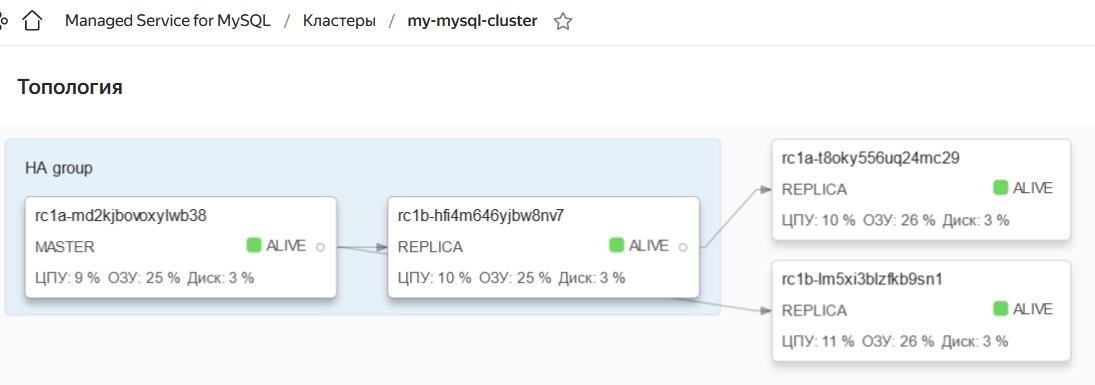 Managed Service for MySQL / Кластеры / my-mysql-cluster
Топология
HA group
rc1a-md2kjbovoxylwb38
MASTER ALIVE
ЦПУ: 9 % ОЗУ: 25 % Диск: 3 %
rc1b-hfi4m646yjbw8nv7
REPLICA ALIVE
ЦПУ: 10 % ОЗУ: 25 % Диск: 3 %
rc1a-t8oky556uq24mc29
REPLICA ALIVE
ЦПУ: 10 % ОЗУ: 26 % Диск: 3 %
rc1b-lm5xi3blzfkb9sn1
REPLICA ALIVE
ЦПУ: 11 % ОЗУ: 26 % Диск: 3 %